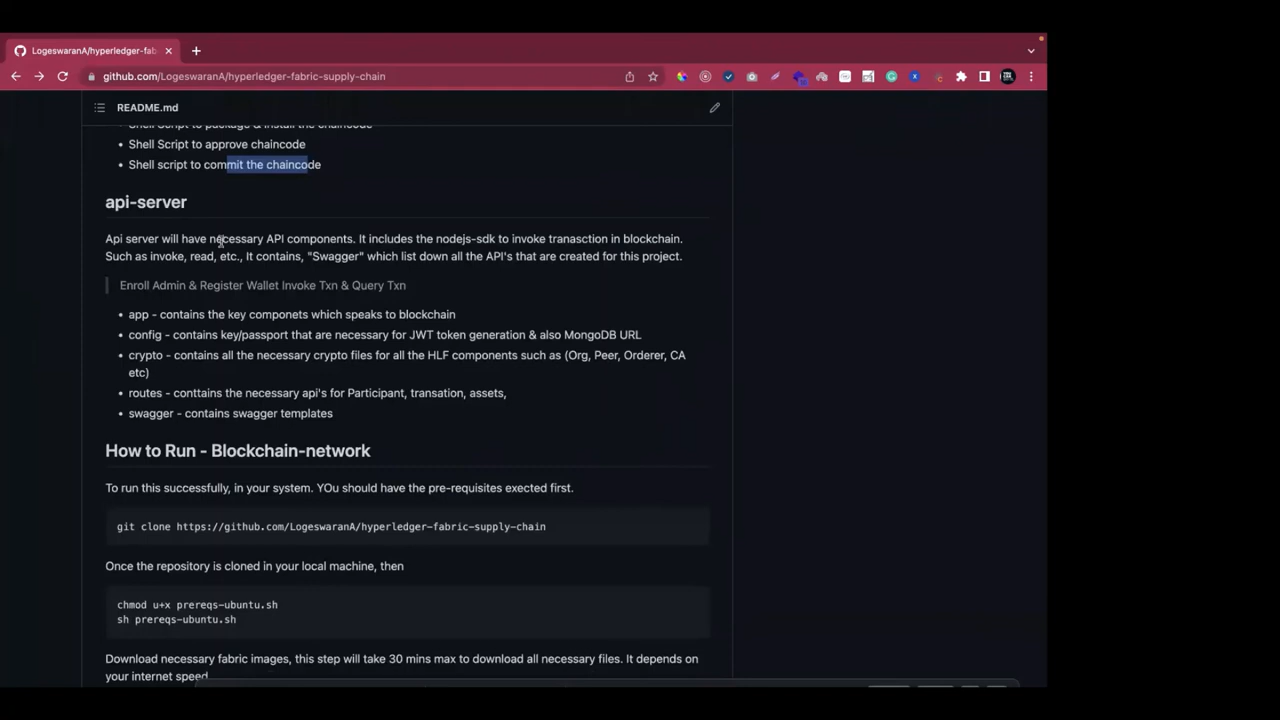 LogeswaranA/hyperledger-fab
github.com/LogeswaranA/hyperledger-fabric-supply-chain
README.md
Shell Script to package & install the chaincode
Shell Script to approve chaincode
Shell script to commit the chaincode
api-server
Api server will have necessary API components. It includes the nodejs-sdk to invoke tranasction in blockchain.
Such as invoke, read, etc., It contains, "Swagger" which list down all the API's that are created for this project.
Enroll Admin & Register Wallet Invoke Txn & Query Txn
app - contains the key componets which speaks to blockchain
config - contains key/passport that are necessary for JWT token generation & also MongoDB URL
crypto - contains all the necessary crypto files for all the HLF components such as (Org, Peer, Orderer, CA
etc)
routes - conttains the necessary api's for Participant, transation, assets,
swagger - contains swagger templates
How to Run - Blockchain-network
To run this successfully, in your system. YOu should have the pre-requisites exected first.
git clone https://github.com/LogeswaranA/hyperledger-fabric-supply-chain
Once the repository is cloned in your local machine, then
chmod u+x prereqs-ubuntu.sh
sh prereqs-ubuntu.sh
Download necessary fabric images, this step will take 30 mins max to download all necessary files. It depends on
your internet speed